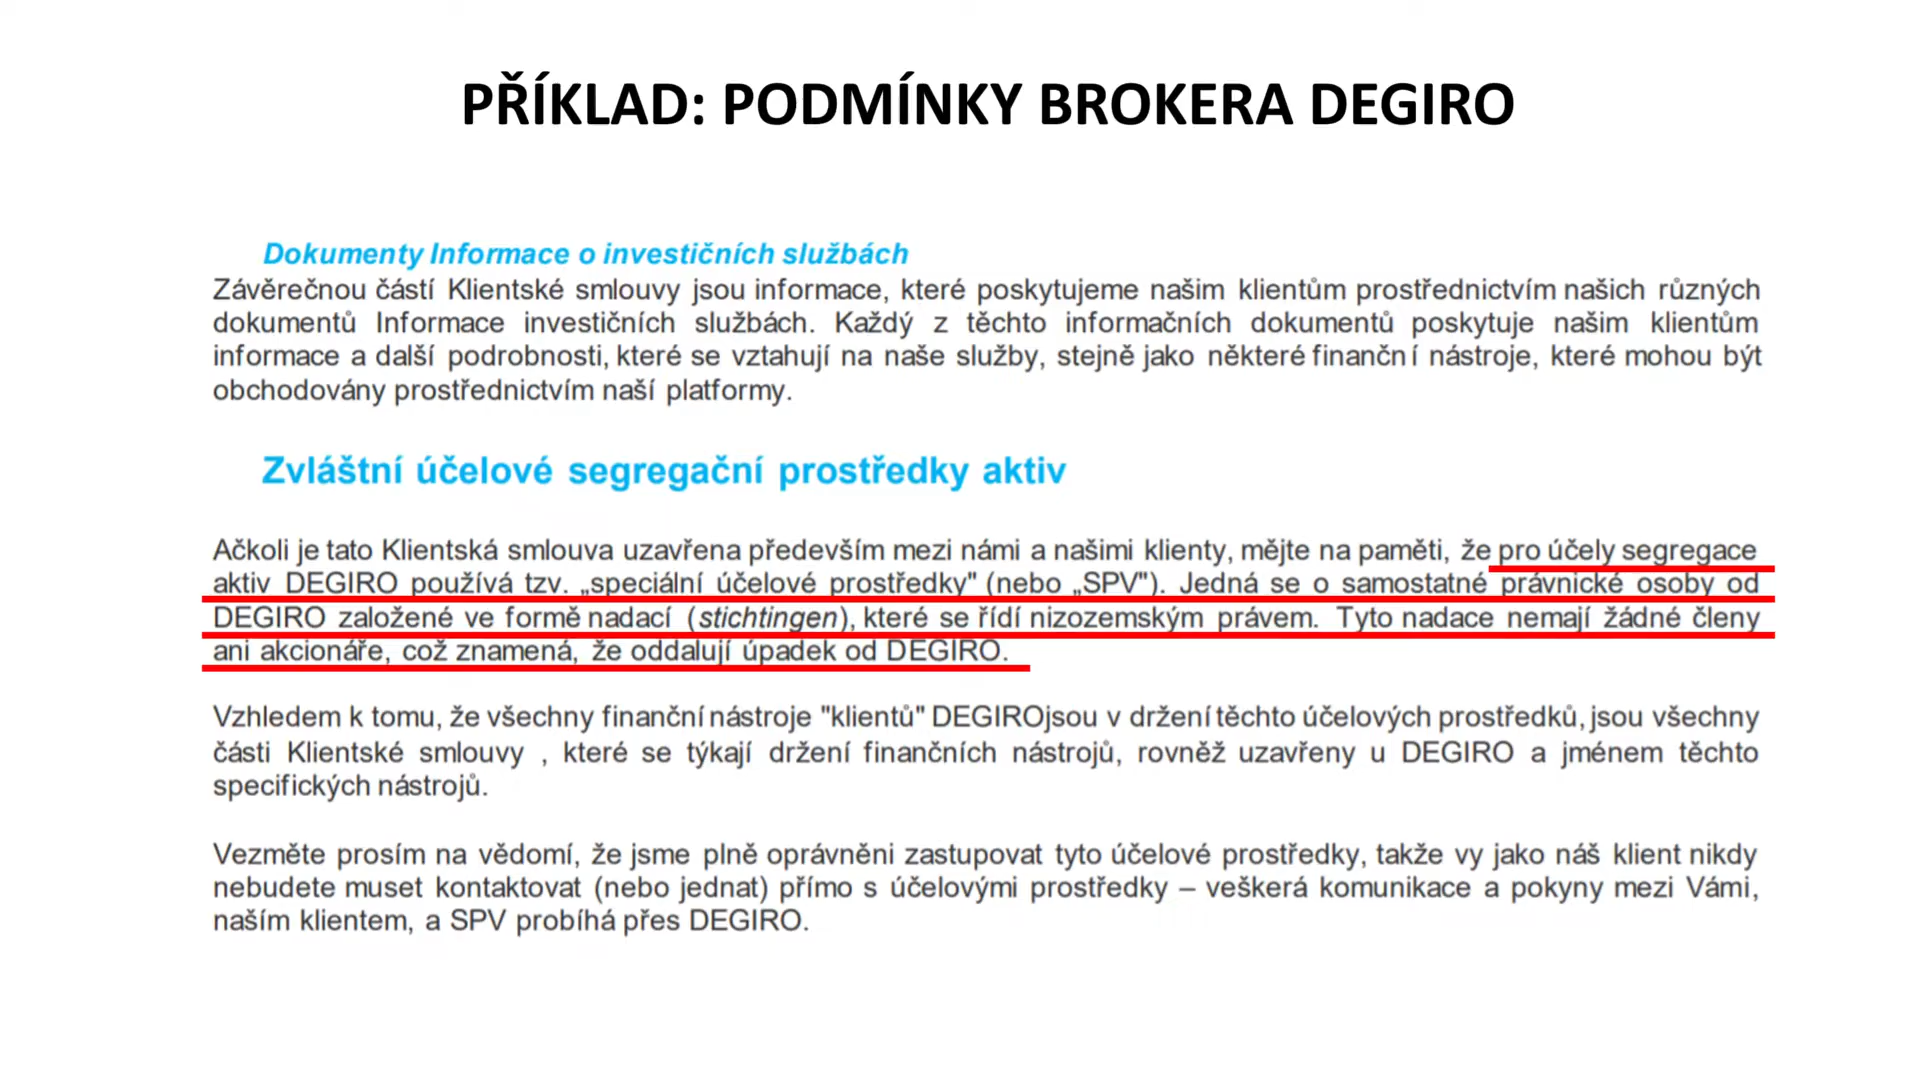 PŘÍKLAD: PODMÍNKY BROKERA DEGIRO
Dokumenty Informace o investičních službách
Závěrečnou částí Klientské smlouvy jsou informace, které poskytujeme našim klientům prostřednictvím našich různých
dokumentů Informace investičních službách. Každý z těchto informačních dokumentů poskytuje našim klientům
informace a další podrobnosti, které se vztahují na naše služby, stejně jako některé finanční nástroje, které mohou být
obchodovány prostřednictvím naší platformy.
Zvláštní účelové segregační prostředky aktiv
Ačkoli je tato Klientská smlouva uzavřena především mezi námi a našimi klienty, mějte na paměti, že pro účely segregace
aktiv DEGIRO používá tzv. „speciální účelové prostředky" (nebo „SPV"). Jedná se o samostatné právnické osoby od
DEGIRO založené ve formě nadací (stichtingen), které se řídí nizozemským právem. Tyto nadace nemají žádné členy
ani akcionáře, což znamená, že oddalují úpadek od DEGIRO.
Vzhledem k tomu, že všechny finanční nástroje "klientů" DEGIROjsou v držení těchto účelových prostředků, jsou všechny
části Klientské smlouvy , které se týkají držení finančních nástrojů, rovněž uzavřeny u DEGIRO a jménem těchto
specifických nástrojů.
Vezměte prosím na vědomí, že jsme plně oprávněni zastupovat tyto účelové prostředky, takže vy jako náš klient nikdy
nebudete muset kontaktovat (nebo jednat) přímo s účelovými prostředky – veškerá komunikace a pokyny mezi Vámi,
naším klientem, a SPV probíhá přes DEGIRO.